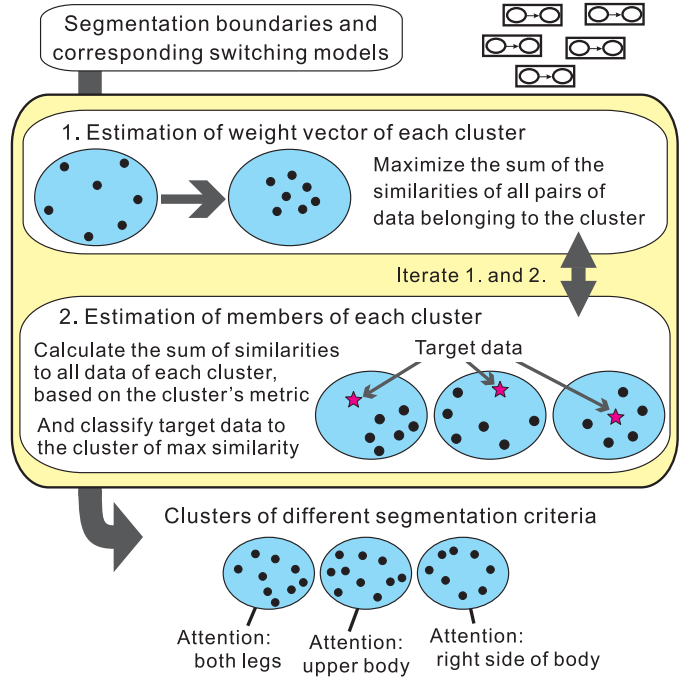 Segmentation boundaries and
corresponding switching models
1. Estimation of weight vector of each cluster
Maximize the sum of the
similarities of all pairs of
data belonging to the cluster
Iterate 1. and 2.
2. Estimation of members of each cluster
Calculate the sum of similarities
to all data of each cluster,
based on the cluster's metric
And classify target data to
the cluster of max similarity
Target data
Clusters of different segmentation criteria
Attention:
both legs
Attention:
upper body
Attention:
right side of body